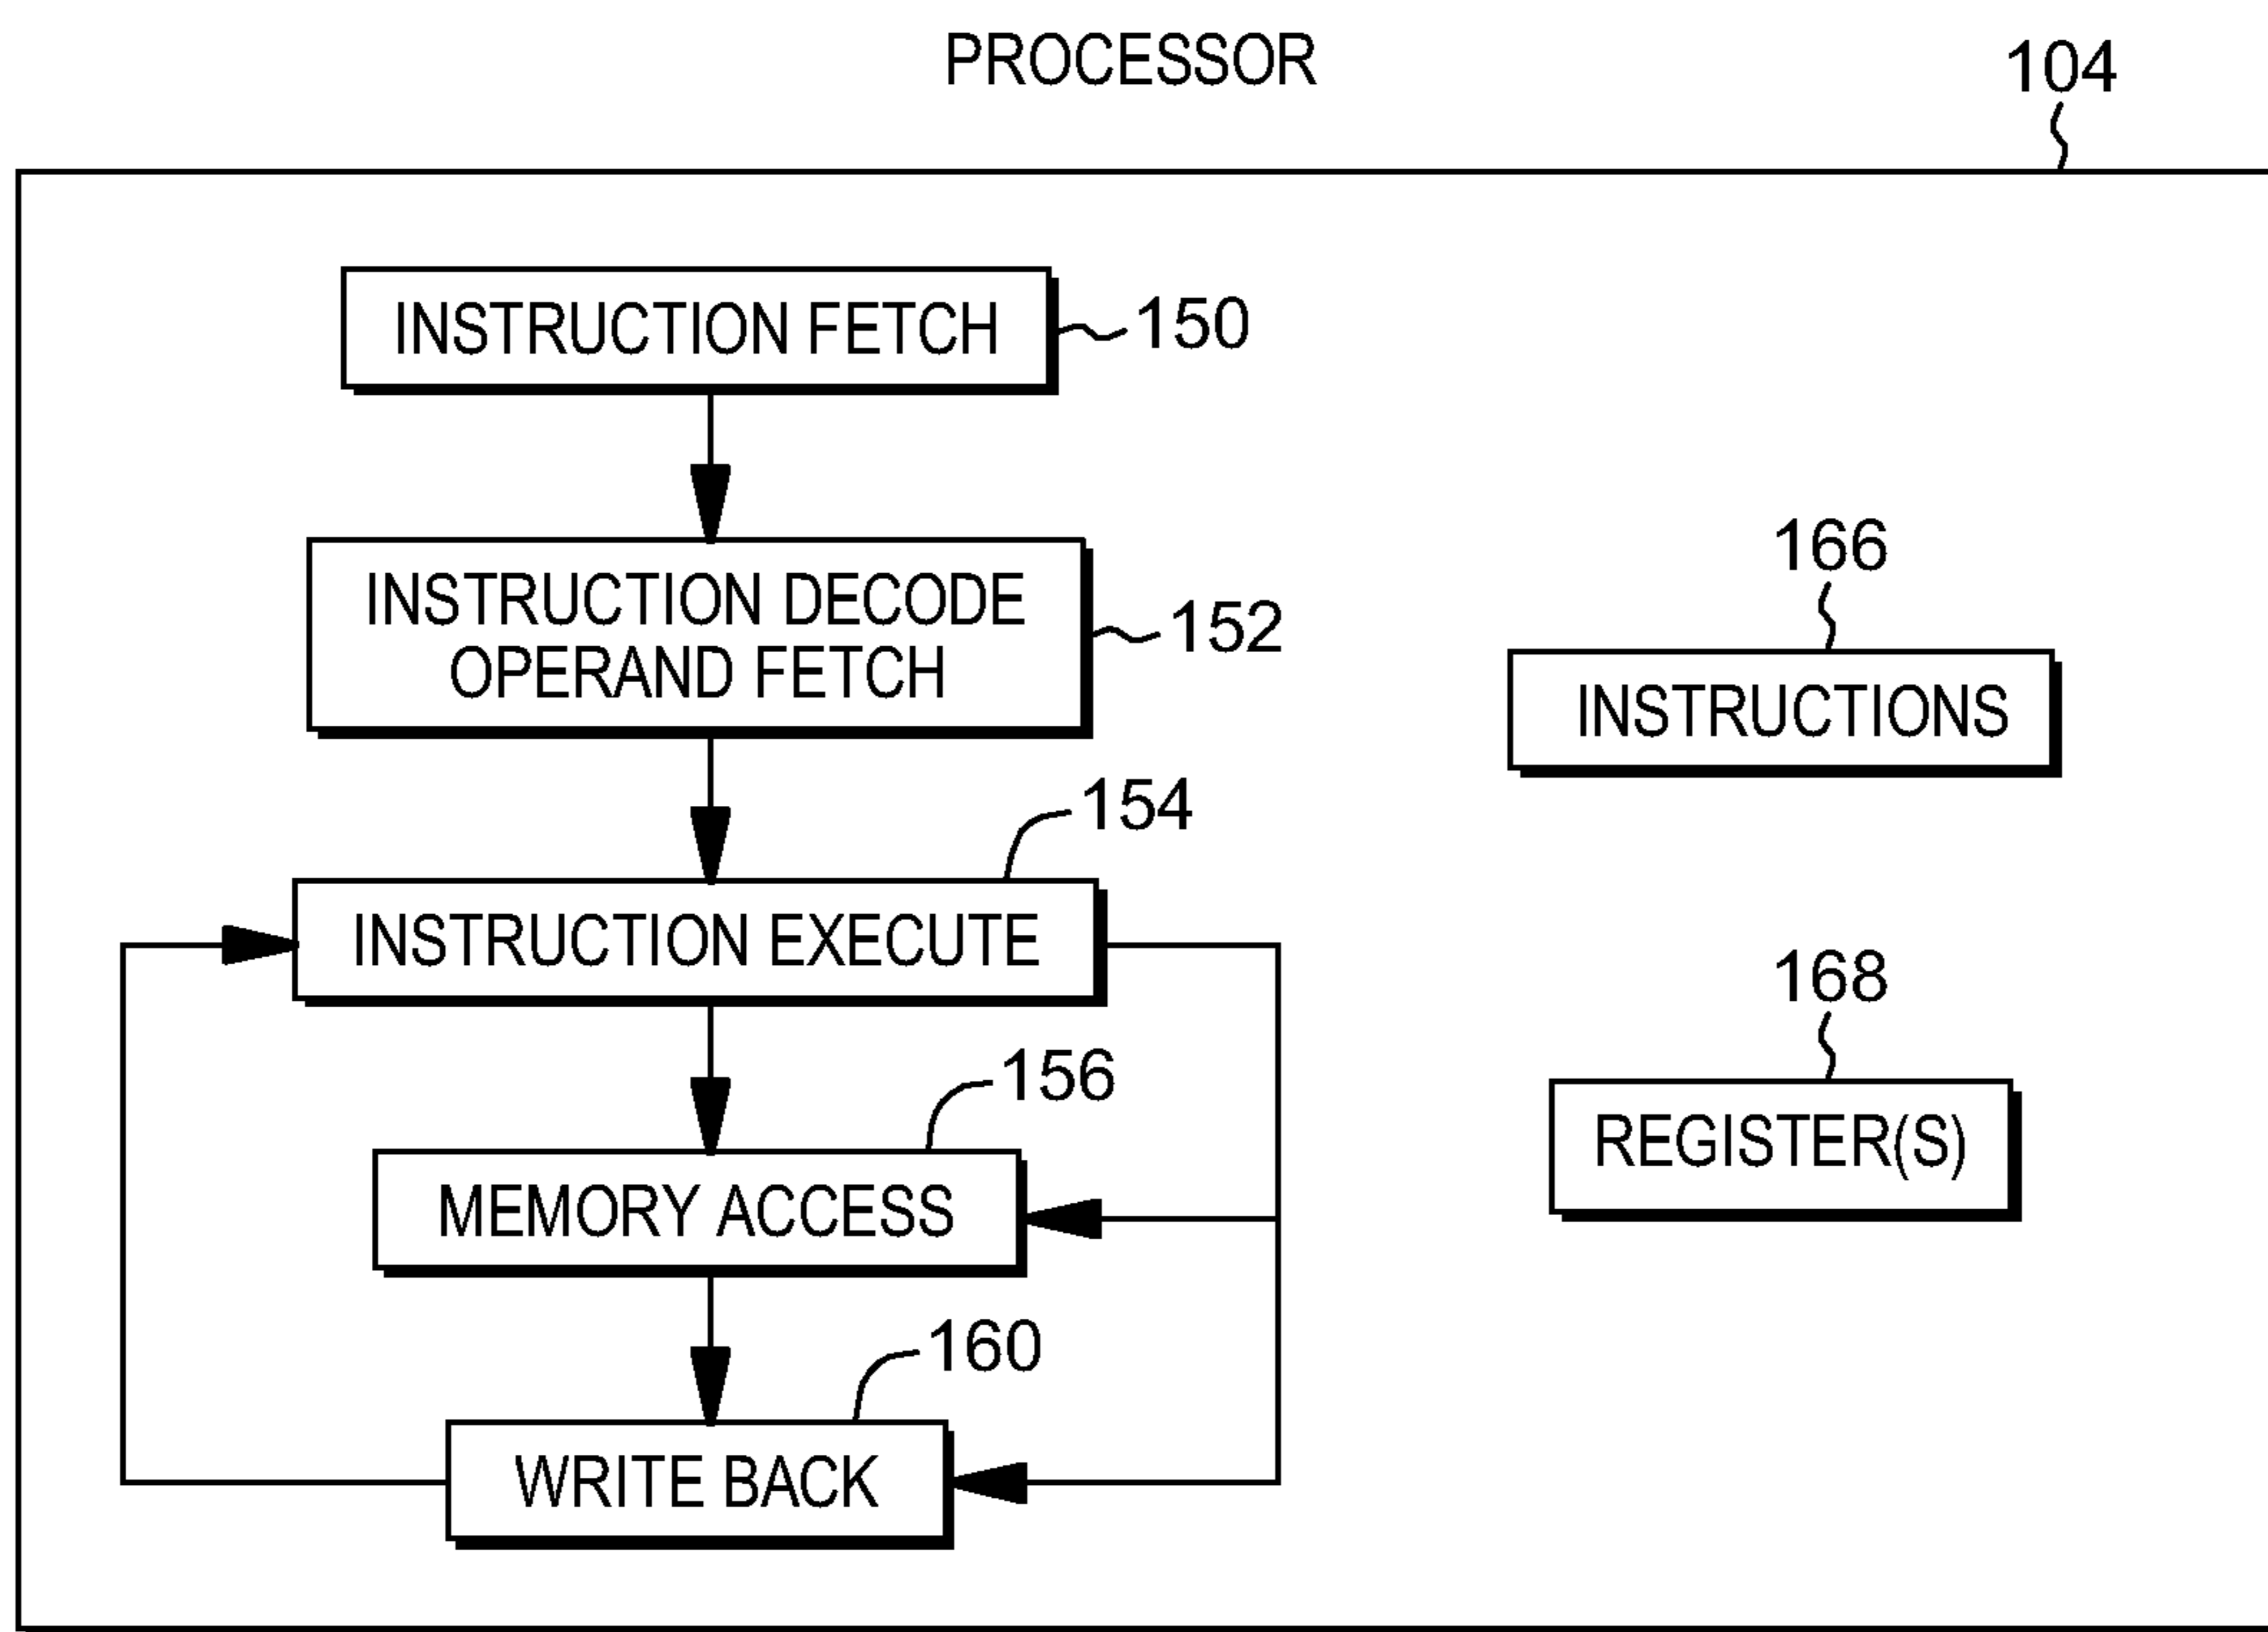 PROCESSOR
104
INSTRUCTION FETCH
150
INSTRUCTION DECODE
OPERAND FETCH
152
166
INSTRUCTIONS
154
INSTRUCTION EXECUTE
168
REGISTER(S)
156
MEMORY ACCESS
160
WRITE BACK